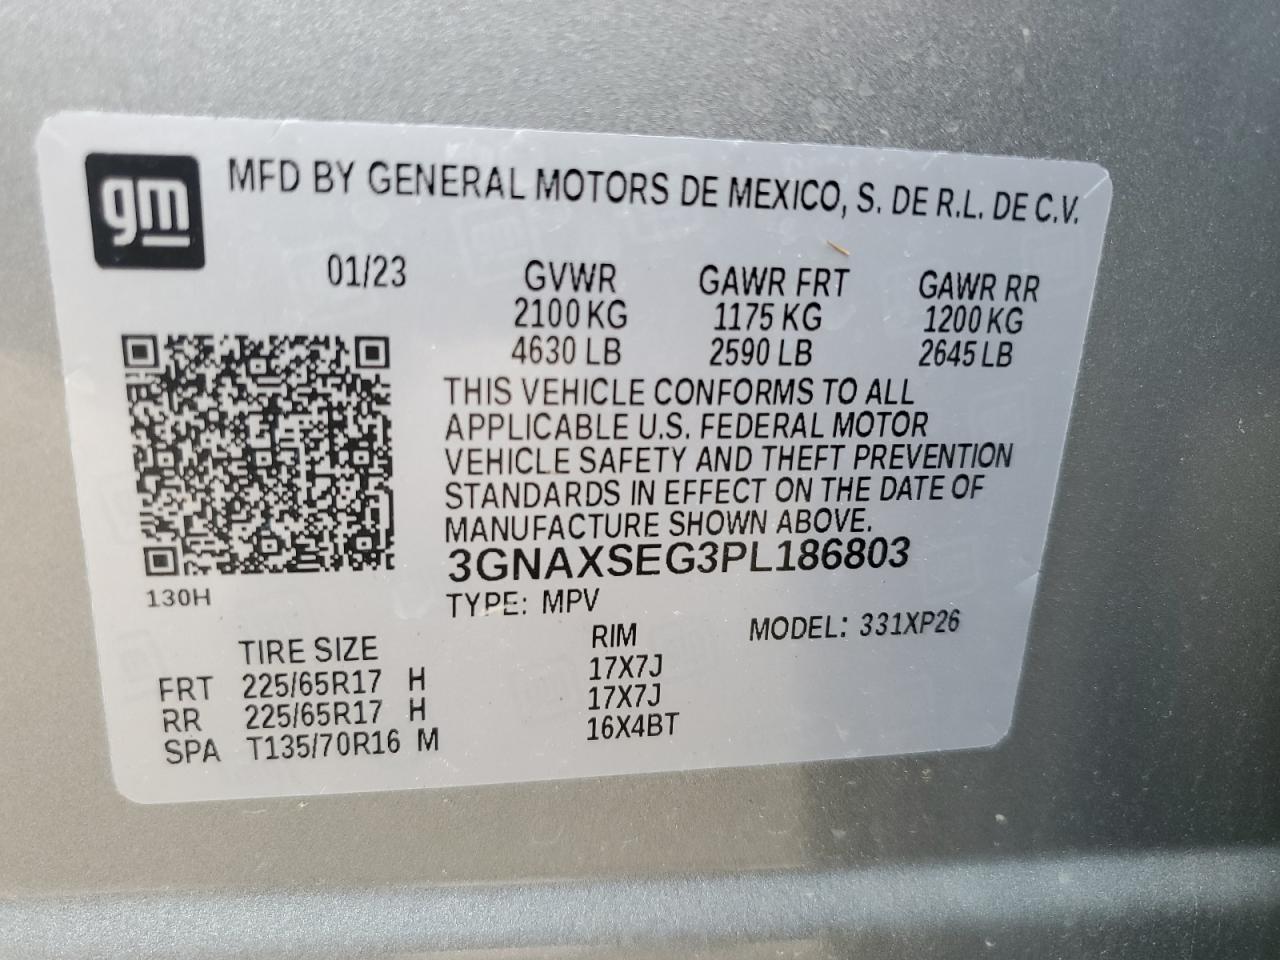 gm
MFD BY GENERAL MOTORS DE MEXICO, S. DE R.L. DE C.V.
01/23
GVWR GAWR FRT GAWR RR
2100 KG 1175 KG 1200 KG
4630 LB 2590 LB 2645 LB
THIS VEHICLE CONFORMS TO ALL
APPLICABLE U.S. FEDERAL MOTOR
VEHICLE SAFETY AND THEFT PREVENTION
STANDARDS IN EFFECT ON THE DATE OF
MANUFACTURE SHOWN ABOVE.
3GNAXSEG3PL186803
130H
TYPE: MPV
MODEL: 331XP26
TIRE SIZE RIM
FRT 225/65R17 H 17X7J
RR 225/65R17 H 17X7J
SPA T135/70R16 M 16X4BT